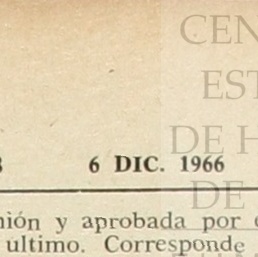 CEN
EST
DE H
DE
6 DIC. 1966
nión y aprobada por
ultimo. Corresponde